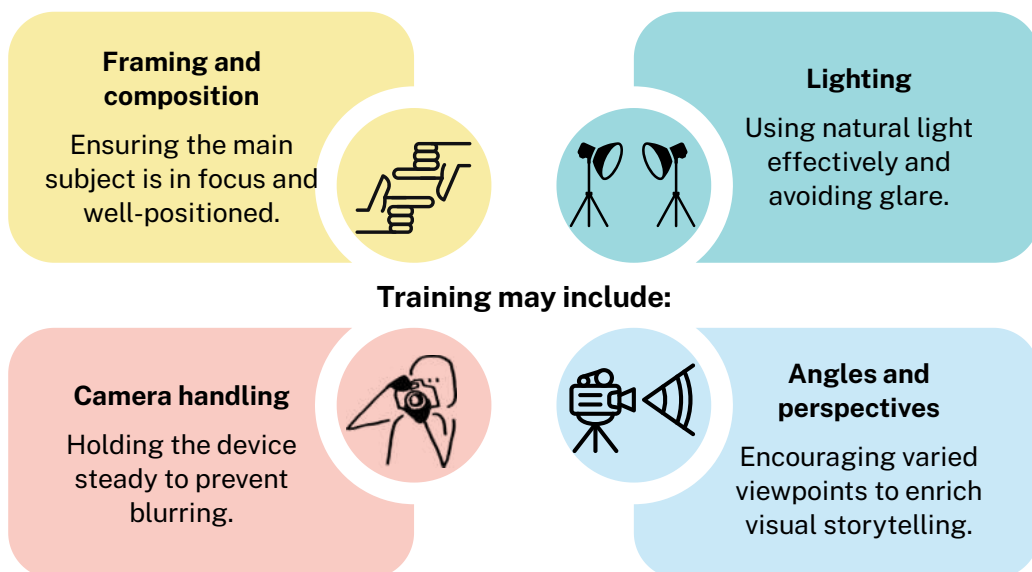 Framing and
composition
Ensuring the main
subject is in focus and
well-positioned.
Lighting
Using natural light
effectively and
avoiding glare.
Training may include:
Camera handling
Holding the device
steady to prevent
blurring.
Angles and
perspectives
Encouraging varied
viewpoints to enrich
visual storytelling.